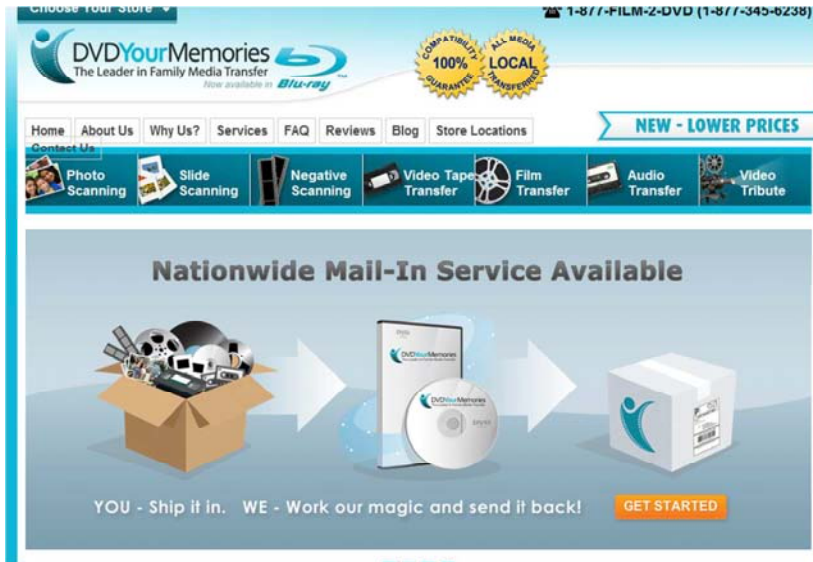 Choose Your Store
1-877-FILM-2-DVD (1-877-345-6238)
DVDYourMemories
The Leader in Family Media Transfer
Now available in Blu-ray
COMPATIBILITY
100%
GUARANTEE
ALL MEDIA
LOCAL
TRANSFERRED
Home About Us Why Us? Services FAQ Reviews Blog Store Locations
Contact Us
NEW - LOWER PRICES
Photo Scanning
Slide Scanning
Negative Scanning
Video Tape Transfer
Film Transfer
Audio Transfer
Video Tribute
Nationwide Mail-In Service Available
DVDYourMemories
DVDYourMemories
YOU - Ship it in. WE - Work our magic and send it back!
GET STARTED